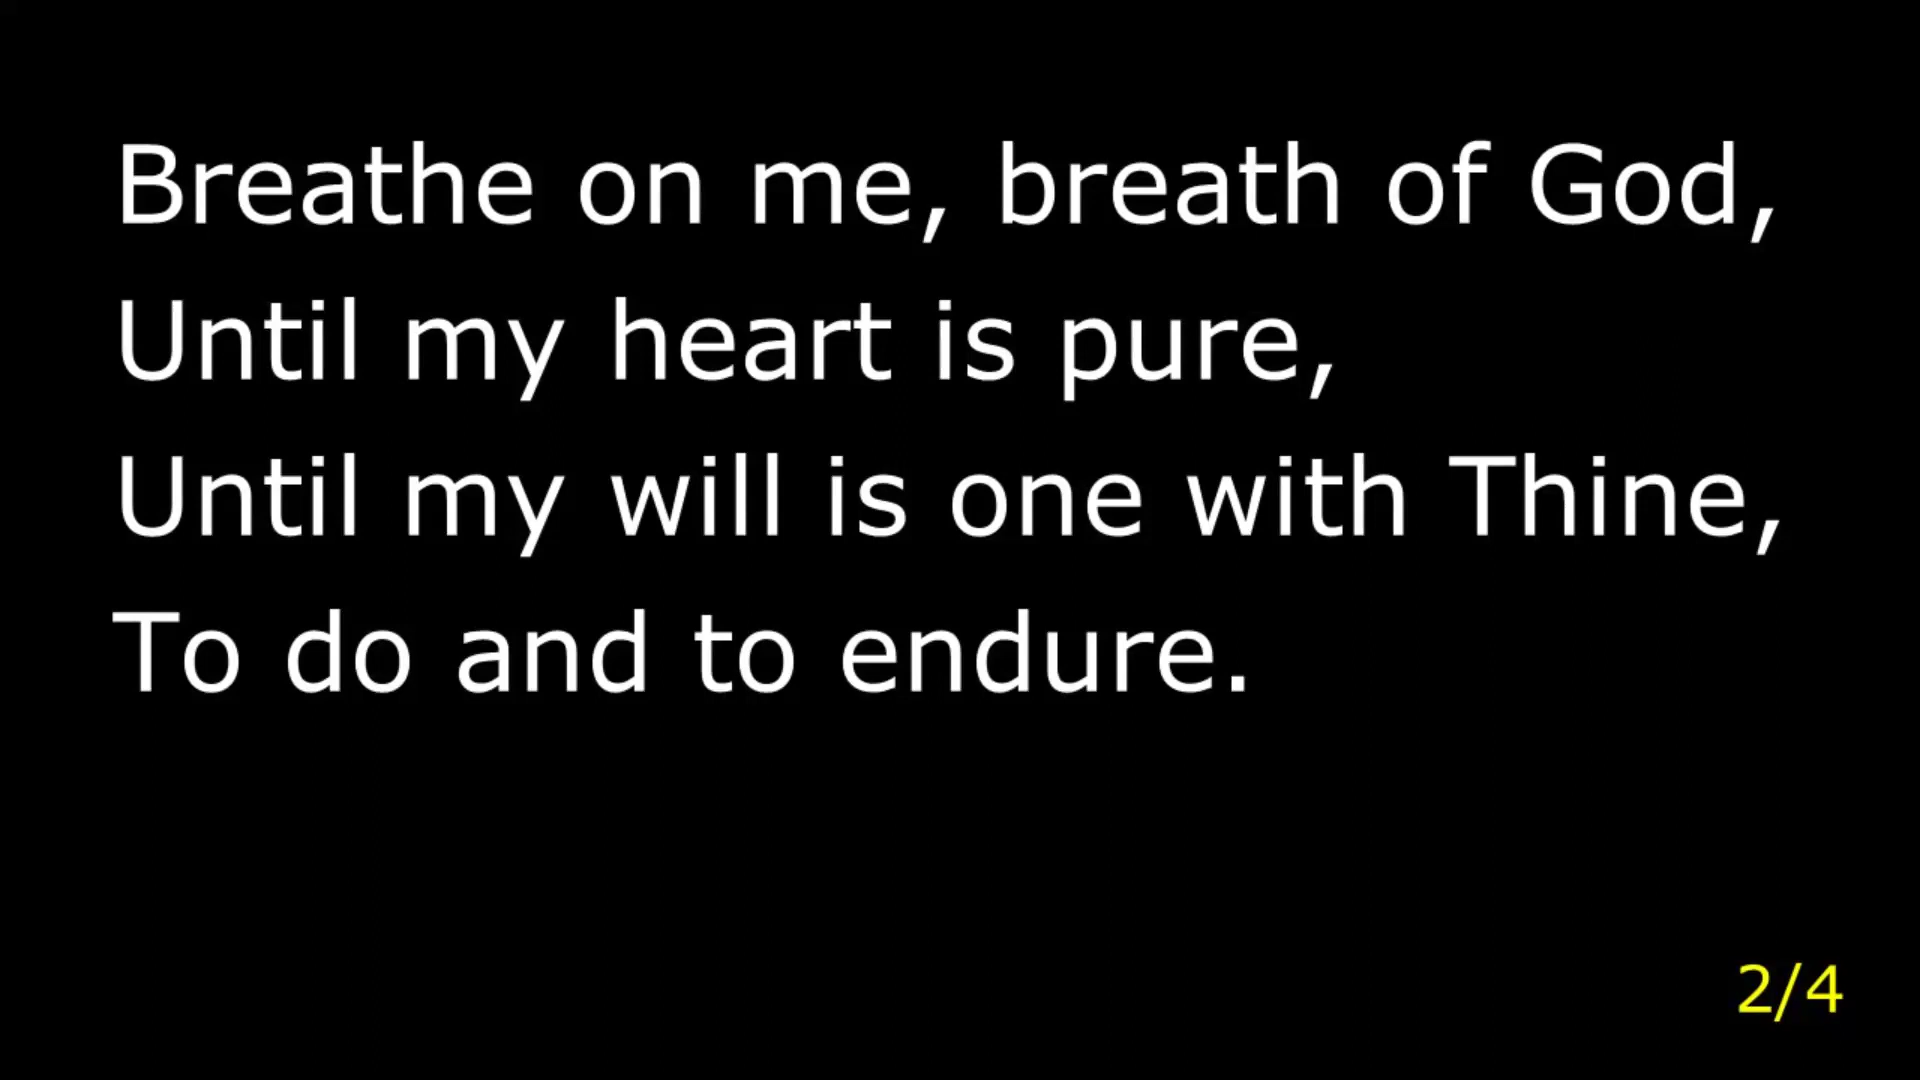 Breathe on me, breath of God,
Until my heart is pure,
Until my will is one with Thine,
To do and to endure.
2/4